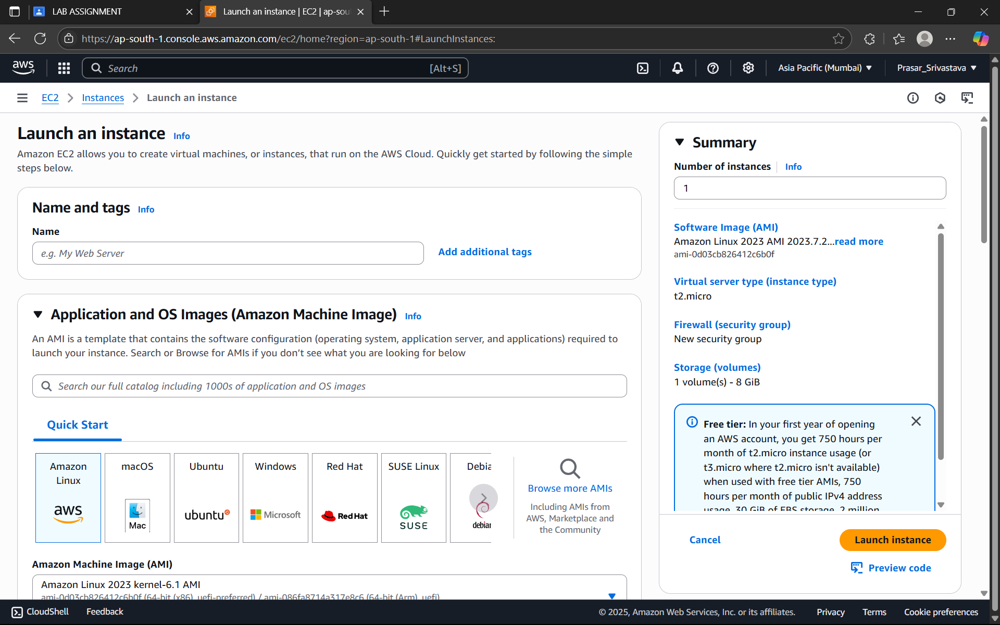 LAB ASSIGNMENT
Launch an instance | EC2 | ap-sou
https://ap-south-1.console.aws.amazon.com/ec2/home?region=ap-south-1#LaunchInstances:
aws
Search
[Alt+S]
Asia Pacific (Mumbai)
Prasar_Srivastava
EC2
Instances
Launch an instance
Launch an instance Info
Amazon EC2 allows you to create virtual machines, or instances, that run on the AWS Cloud. Quickly get started by following the simple
steps below.
Name and tags Info
Name
e.g. My Web Server
Add additional tags
Application and OS Images (Amazon Machine Image) Info
An AMI is a template that contains the software configuration (operating system, application server, and applications) required to
launch your instance. Search or Browse for AMIs if you don't see what you are looking for below
Search our full catalog including 1000s of application and OS images
Quick Start
Amazon
Linux
aws
macOS
Mac
Ubuntu
ubuntu
Windows
Microsoft
Red Hat
Red Hat
SUSE Linux
SUSE
Debia
debian
Browse more AMIs
Including AMIs from
AWS, Marketplace and
the Community
Amazon Machine Image (AMI)
Amazon Linux 2023 kernel-6.1 AMI
ami-0d03cb826412c6b0f (64-bit (x86), uefi-preferred) / ami-086fa8714a317e8c6 (64-bit (Arm), uefi)
Summary
Number of instances Info
1
Software Image (AMI)
Amazon Linux 2023 AMI 2023.7.2...read more
ami-0d03cb826412c6b0f
Virtual server type (instance type)
t2.micro
Firewall (security group)
New security group
Storage (volumes)
1 volume(s) - 8 GiB
Free tier: In your first year of opening
an AWS account, you get 750 hours per
month of t2.micro instance usage (or
t3.micro where t2.micro isn't available)
when used with free tier AMIs, 750
hours per month of public IPv4 address
usage, 30 GiB of EBS storage, 2 million
Cancel
Launch instance
Preview code
CloudShell
Feedback
© 2025, Amazon Web Services, Inc. or its affiliates.
Privacy
Terms
Cookie preferences